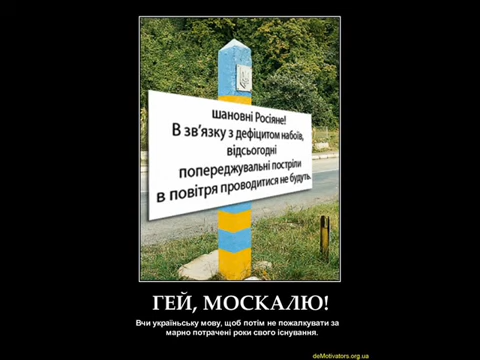 шановні Росіяне!
В зв'язку з дефіцитом набоїв,
відсьогодні
попереджувальні постріли
в повітря проводитися не будуть.
ГЕЙ, МОСКАЛЮ!
Вчи україньську мову, щоб потім не пожалкувати за
марно потрачені роки свого існування.
deMotivators.org.ua